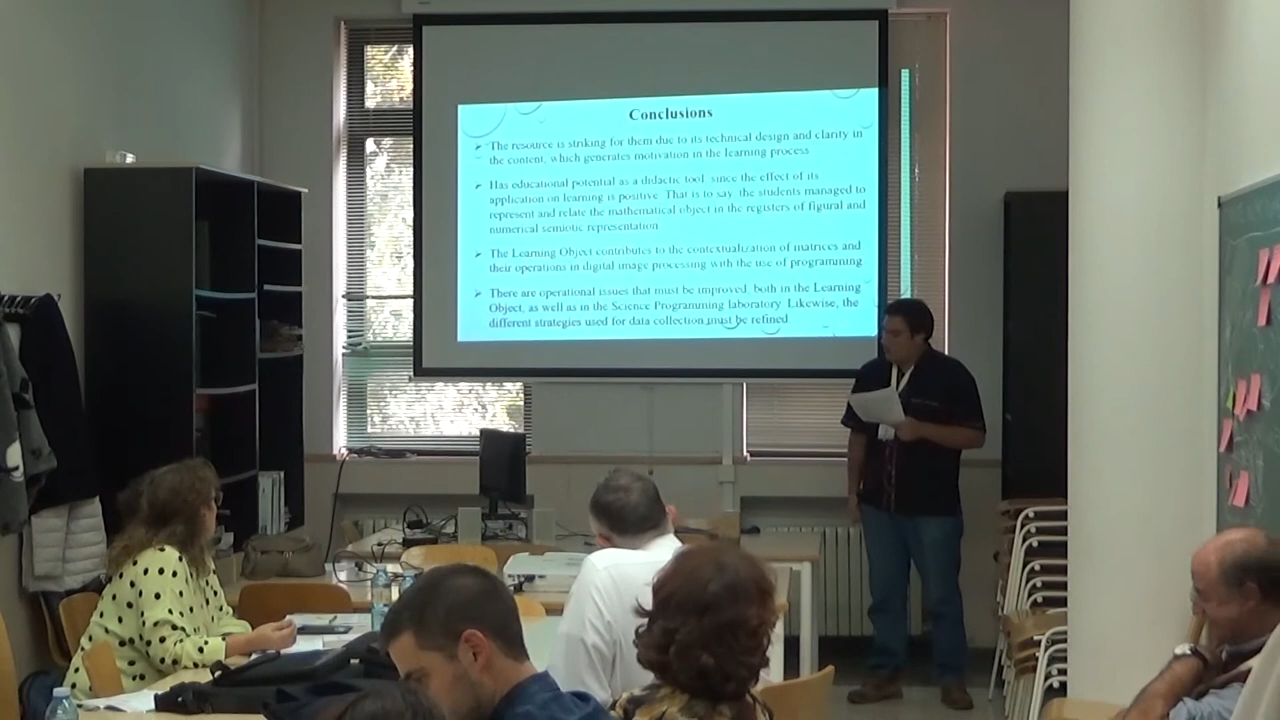 Conclusions
The resource is striking for them due to its technical design and clarity in
the content, which generates motivation in the learning process
Has educational potential as a didactic tool, since the effect of its
application on learning is positive. That is to say, the students managed to
represent and relate the mathematical object in the registers of figural and
numerical semiotic representation
The Learning Object contributes to the contextualization of matrices and
their operations in digital image processing with the use of programming
There are operational issues that must be improved, both in the Learning
Object, as well as in the Science Programming laboratory. Likewise, the
different strategies used for data collection must be refined.